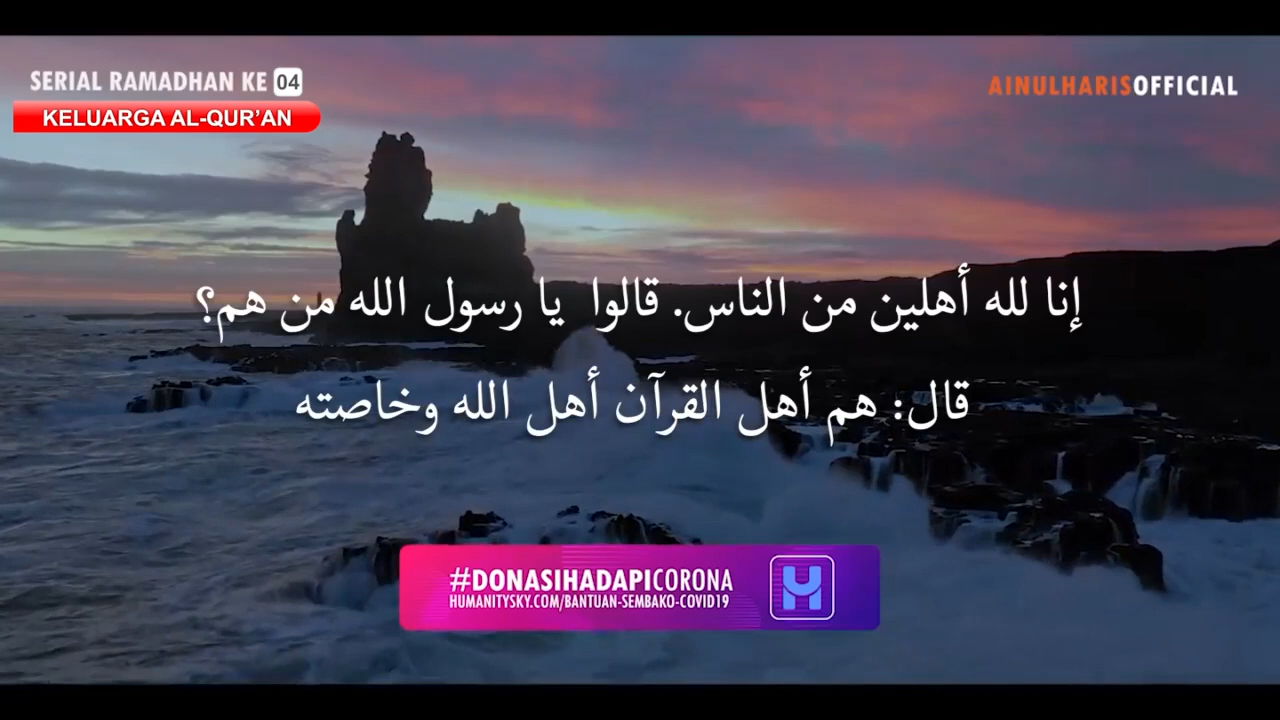 SERIAL RAMADHAN KE 04
AINULHARISOFFICIAL
KELUARGA AL-QUR’AN
إنا لله أهلين من الناس. قالوا يا رسول الله من هم؟
قال: هم أهل القرآن أهل الله وخاصته
#DONASIHADAPICORONA
HUMANITYSKY.COM/BANTUAN-SEMBAKO-COVID19